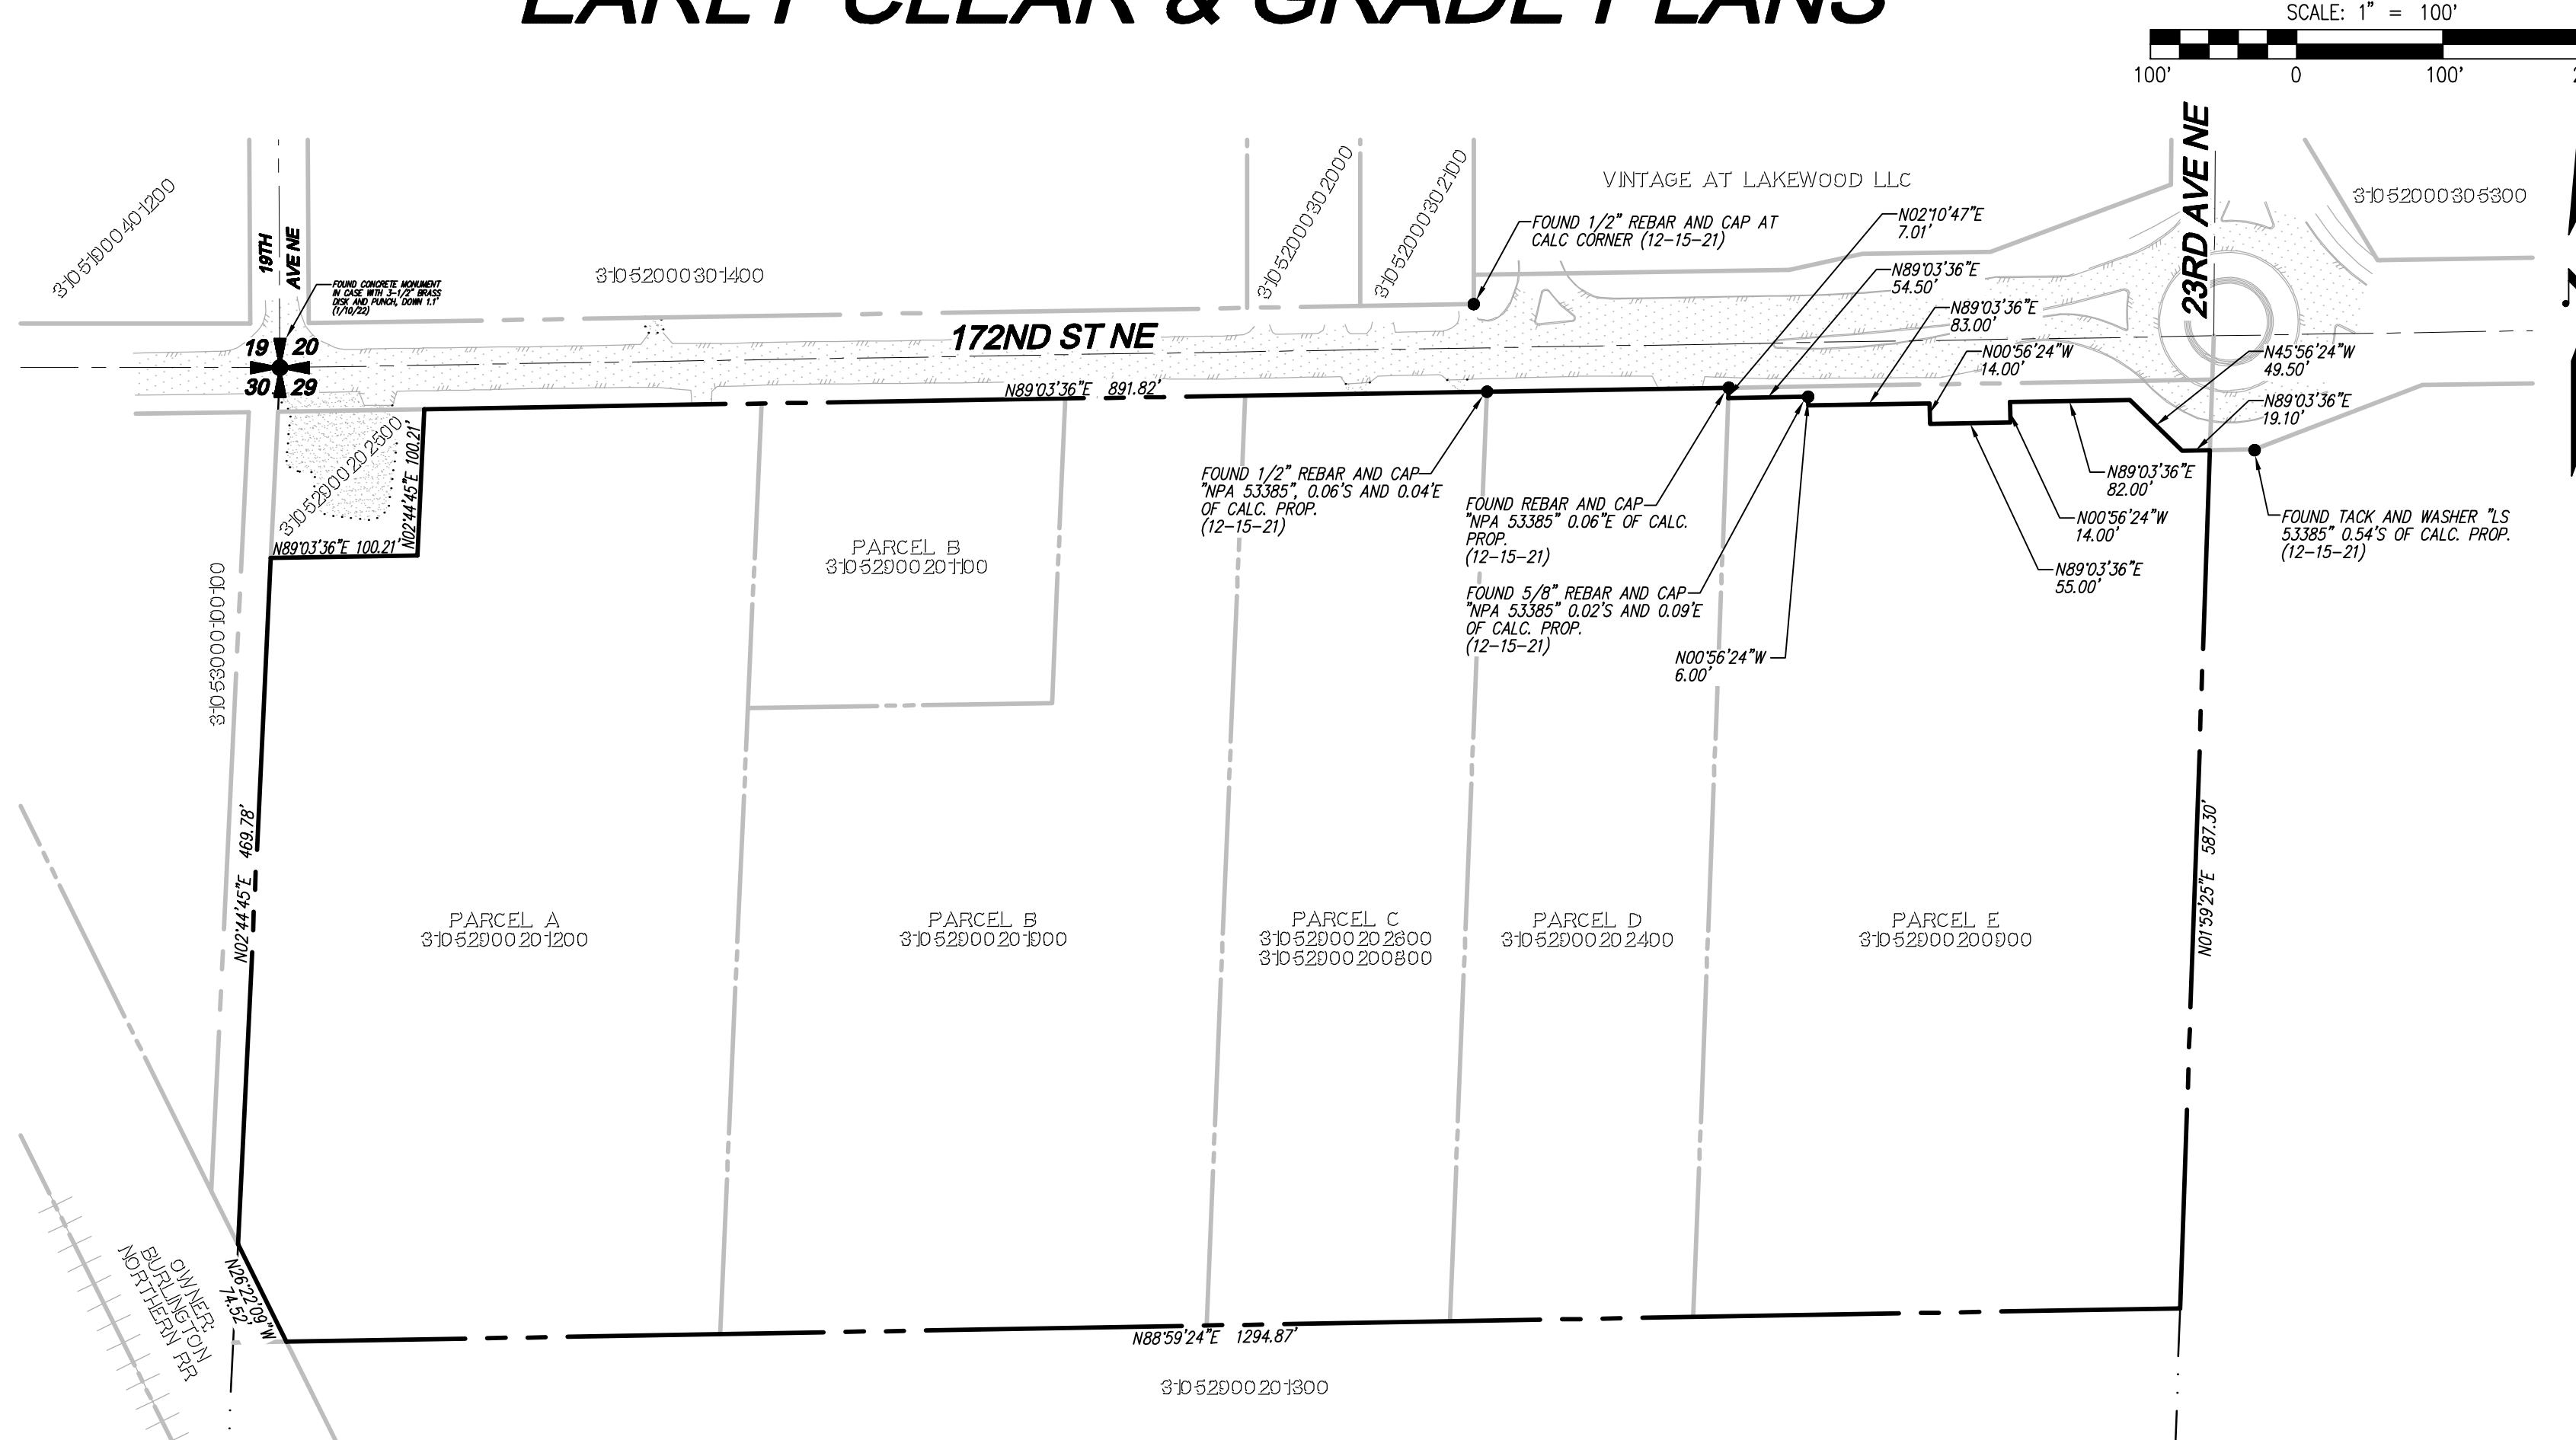 EARLY CLEAR & GRADE PLANS
SCALE: 1" = 100'
100'
0
100'
23RD AVE NE
VINTAGE AT LAKEWOOD LLC
31052000305300
31051900401200
19TH
AVE NE
31052000301400
31052000302000
31052000302100
FOUND 1/2" REBAR AND CAP AT
CALC CORNER (12-15-21)
N02°10'47"E
7.01'
N89°03'36"E
54.50'
N89°03'36"E
83.00'
N00°56'24"W
14.00'
N45°56'24"W
49.50'
N89°03'36"E
19.10'
FOUND CONCRETE MONUMENT
IN CASE WITH 3-1/2" BRASS
DISK AND PUNCH, DOWN 1.1'
(1/10/22)
19 20
30 29
172ND ST NE
N89°03'36"E 891.82'
31052900202500
N02°44'45"E 100.21'
N89°03'36"E 100.21'
FOUND 1/2" REBAR AND CAP
"NPA 53385", 0.06'S AND 0.04'E
OF CALC. PROP.
(12-15-21)
FOUND REBAR AND CAP
"NPA 53385" 0.06"E OF CALC.
PROP.
(12-15-21)
FOUND 5/8" REBAR AND CAP
"NPA 53385" 0.02'S AND 0.09'E
OF CALC. PROP.
(12-15-21)
N00°56'24"W
6.00'
N89°03'36"E
82.00'
N00°56'24"W
14.00'
N89°03'36"E
55.00'
FOUND TACK AND WASHER "LS
53385" 0.54'S OF CALC. PROP.
(12-15-21)
PARCEL B
31052900201100
31053000100100
N02°44'45"E 469.78'
N01°59'25"E 587.30'
PARCEL A
31052900201200
PARCEL B
31052900201900
PARCEL C
31052900202600
31052900200800
PARCEL D
31052900202400
PARCEL E
31052900200900
OWNER:
BURLINGTON
NORTHERN RR
N26°22'09"W
74.52'
N88°59'24"E 1294.87'
31052900201300